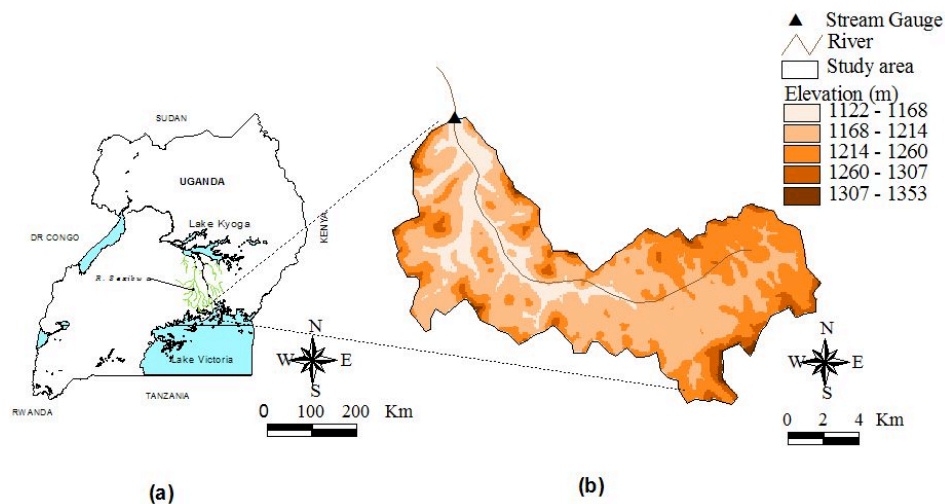 Stream Gauge
River
Study area
Elevation (m)
1122 - 1168
1168 - 1214
1214 - 1260
1260 - 1307
1307 - 1353
SUDAN
UGANDA
KENYA
Lake Kyoga
DR CONGO
Lake Victoria
TANZANIA
RWANDA
N
W E
S
0 100 200 Km
N
W E
S
0 2 4 Km
(a)
(b)